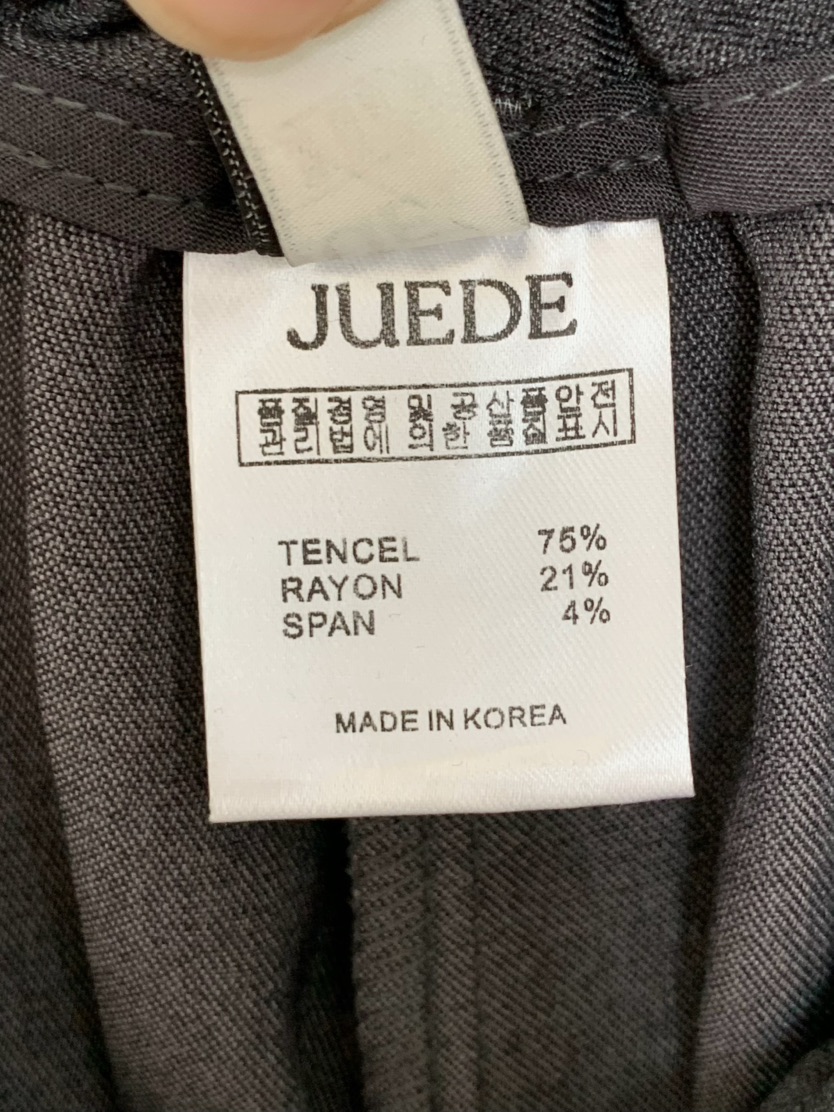 JUEDE
품질경영 및 공산품안전
관리법에 의한 품질표시
TENCEL 75%
RAYON 21%
SPAN 4%
MADE IN KOREA